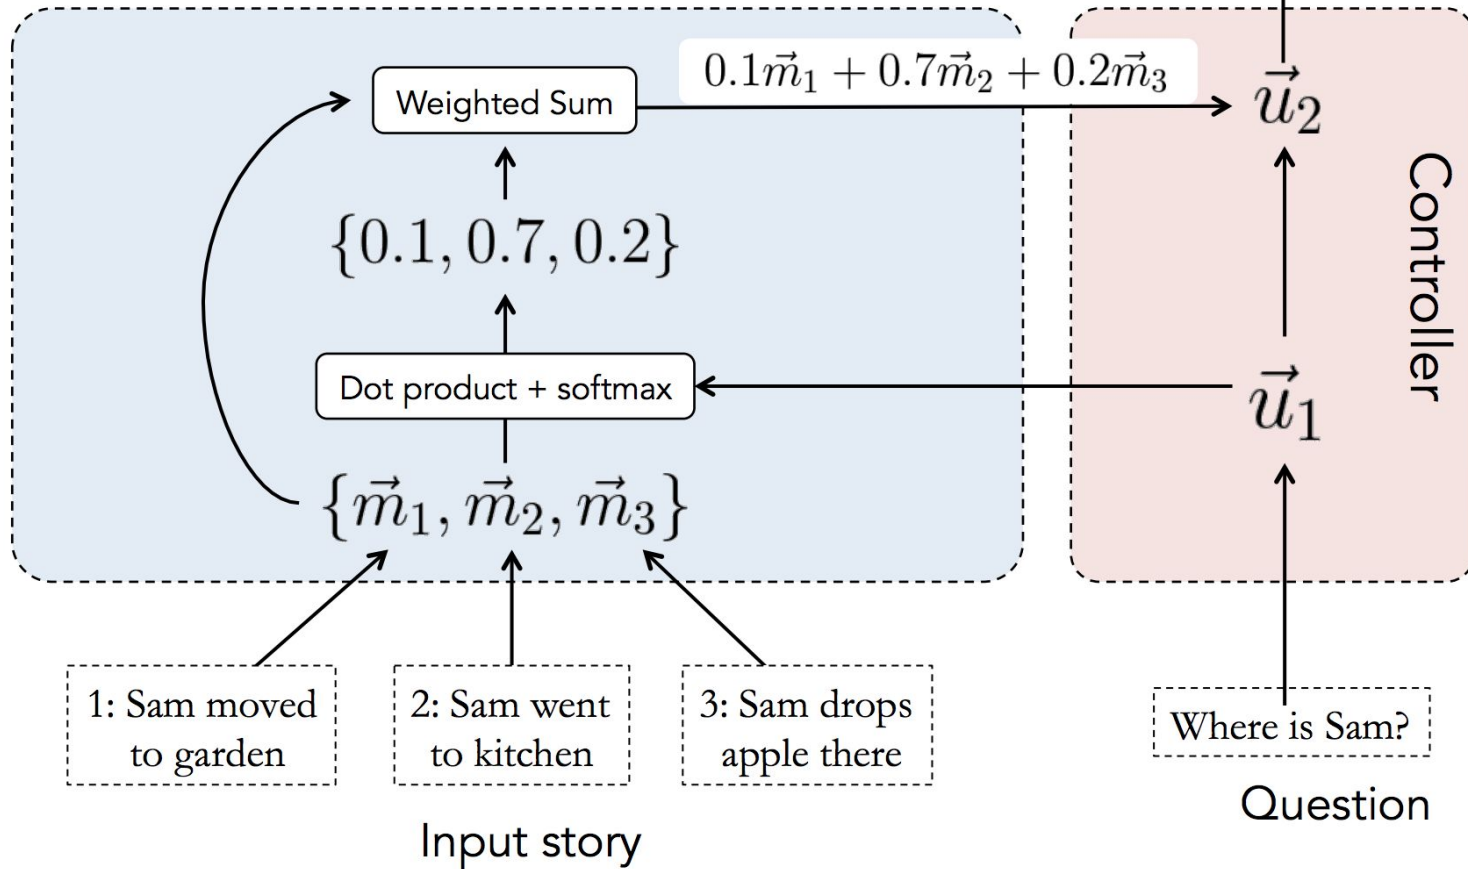 0.1m⃗₁ + 0.7m⃗₂ + 0.2m⃗₃
Weighted Sum
u⃗₂
{0.1, 0.7, 0.2}
Controller
Dot product + softmax
u⃗₁
{m⃗₁, m⃗₂, m⃗₃}
1: Sam moved
to garden
2: Sam went
to kitchen
3: Sam drops
apple there
Where is Sam?
Question
Input story